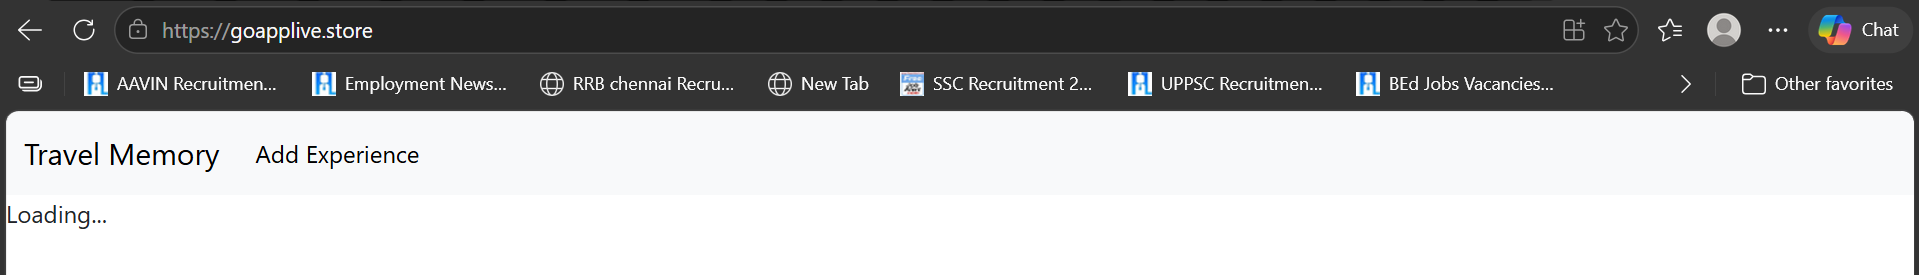 https://goapplive.store
Chat
AAVIN Recruitmen... Employment News... RRB chennai Recru... New Tab SSC Recruitment 2... UPPSC Recruitmen... BEd Jobs Vacancies... Other favorites
Travel Memory Add Experience
Loading...